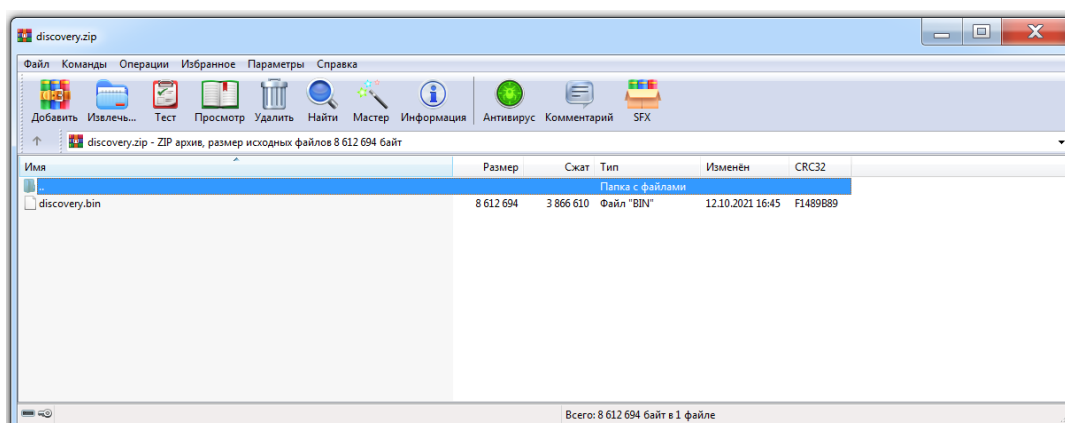 discovery.zip
Файл Команды Операции Избранное Параметры Справка
Добавить Извлечь... Тест Просмотр Удалить Найти Мастер Информация Антивирус Комментарий SFX
discovery.zip - ZIP архив, размер исходных файлов 8 612 694 байт
Имя Размер Сжат Тип Изменён CRC32
.. Папка с файлами
discovery.bin 8 612 694 3 866 610 Файл "BIN" 12.10.2021 16:45 F1489B89
Всего: 8 612 694 байт в 1 файле